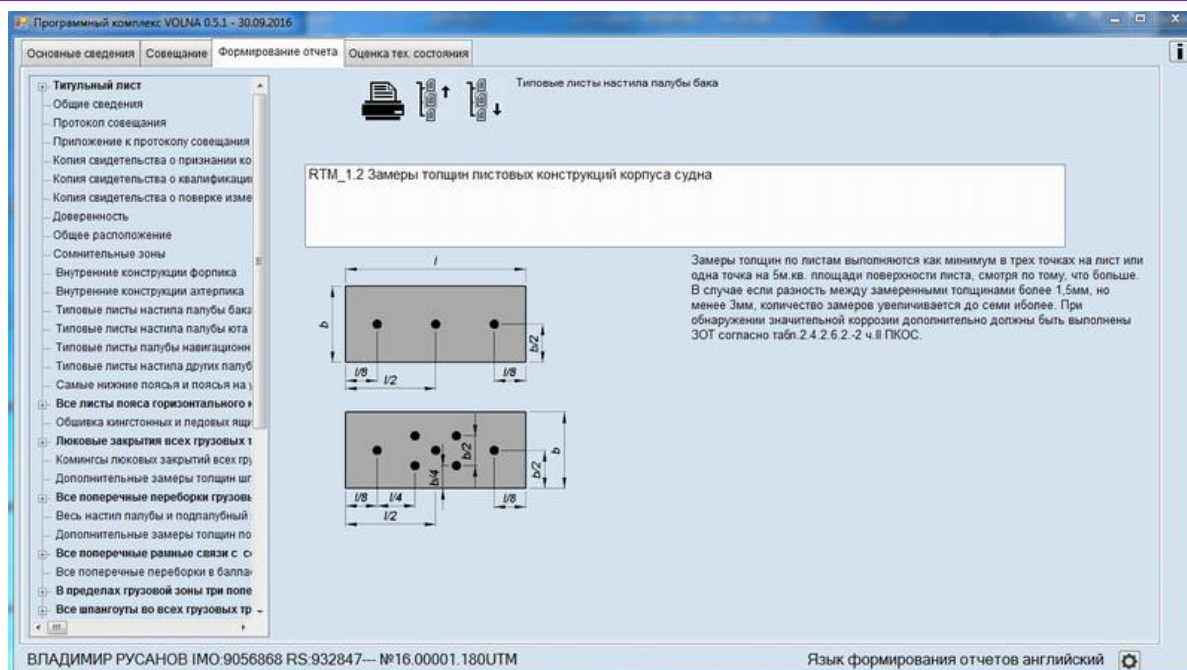 Программный комплекс VOLNA 0.5.1 - 30.09.2016
Основные сведения Совещание Формирование отчета Оценка тех. состояния
Титульный лист
Общие сведения
Протокол совещания
Приложение к протоколу совещания
Копия свидетельства о признании ко
Копия свидетельства о квалификации
Копия свидетельства о поверке изме
Доверенность
Общее расположение
Сомнительные зоны
Внутренние конструкции форпика
Внутренние конструкции ахтерпика
Типовые листы настила палубы бака
Типовые листы настила палубы юта
Типовые листы палубы навигационн
Типовые листы настила других палуб
Самые нижние поясья и поясья на у
Все листы пояса горизонтального к
Обшивка кингстонных и ледовых ящи
Люковые закрытия всех грузовых т
Комингсы люковых закрытий всех гру
Дополнительные замеры толщин шг
Все поперечные переборки грузовь
Весь настил палубы и подпалубный
Дополнительные замеры толщин по
Все поперечные рамные связи с со
Все поперечные переборки в балла
В пределах грузовой зоны три попе
Все шпангоуты во всех грузовых тр
Типовые листы настила палубы бака
RTM_1.2 Замеры толщин листовых конструкций корпуса судна
l
b
b/2
l/8
l/2
l/8
Замеры толщин по листам выполняются как минимум в трех точках на лист или
одна точка на 5м.кв. площади поверхности листа, смотря по тому, что больше.
В случае если разность между замеренными толщинами более 1,5мм, но
менее 3мм, количество замеров увеличивается до семи иболее. При
обнаружении значительной коррозии дополнительно должны быть выполнены
ЗОТ согласно табл.2.4.2.6.2.-2 ч.II ПКОС.
b/2
b/4
b/2
b
l/8
l/4
l/2
l/8
ВЛАДИМИР РУСАНОВ IMO:9056868 RS:932847--- №16.00001.180UTM
Язык формирования отчетов английский